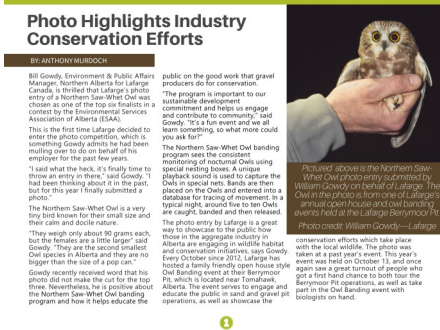 Photo Highlights Industry
Conservation Efforts
BY: ANTHONY MURDOCH
Bill Gowdy, Environment & Public Affairs
Manager, Northern Alberta for Lafarge
Canada, is thrilled that Lafarge's photo
entry of a Northern Saw-Whet Owl was
chosen as one of the top six finalists in a
contest by the Environmental Services
Association of Alberta (ESAA).
This is the first time Lafarge decided to
enter the photo competition, which is
something Gowdy admits he had been
mulling over to do on behalf of his
employer for the past few years.
"I said what the heck, it's finally time to
throw an entry in there," said Gowdy. "I
had been thinking about it in the past,
but for this year I finally submitted a
photo."
The Northern Saw-Whet Owl is a very
tiny bird known for their small size and
their calm and docile nature.
"They weigh only about 90 grams each,
but the females are a little larger" said
Gowdy. "They are the second smallest
Owl species in Alberta and they are no
bigger than the size of a pop can."
Gowdy recently received word that his
photo did not make the cut for the top
three. Nevertheless, he is positive about
the Northern Saw-Whet Owl banding
program and how it helps educate the
public on the good work that gravel
producers do for conservation.
"The program is important to our
sustainable development
commitment and helps us engage
and contribute to community," said
Gowdy. "It's a fun event and we all
learn something, so what more could
you ask for?"
The Northern Saw-Whet Owl banding
program sees the consistent
monitoring of nocturnal Owls using
special nesting boxes. A unique
playback sound is used to capture the
Owls in special nets. Bands are then
placed on the Owls and entered into a
database for tracing of movement. In a
typical night, around five to ten Owls
are caught, banded and then released.
The photo entry by Lafarge is a great
way to showcase to the public how
those in the aggregate industry in
Alberta are engaging in wildlife habitat
and conservation initiatives, says Gowdy.
Every October since 2012, Lafarge has
hosted a family friendly open house style
Owl Banding event at their Berrymoor
Pit, which is located near Tomahawk,
Alberta. The event serves to engage and
educate the public in sand and gravel pit
operations, as well as showcase the
Pictured above is the Northern Saw-
Whet Owl photo entry submitted by
William Gowdy on behalf of Lafarge. The
Owl in the photo is from one of Lafarge's
annual open house and owl banding
events held at the Lafarge Berrymoor Pit.
Photo credit: William Gowdy—Lafarge
conservation efforts which take place
with the local wildlife. The photo was
taken at a past year's event. This year's
event was held on October 13, and once
again saw a great turnout of people who
got a first hand chance to both tour the
Berrymoor Pit operations, as well as take
part in the Owl Banding event with
biologists on hand.
1